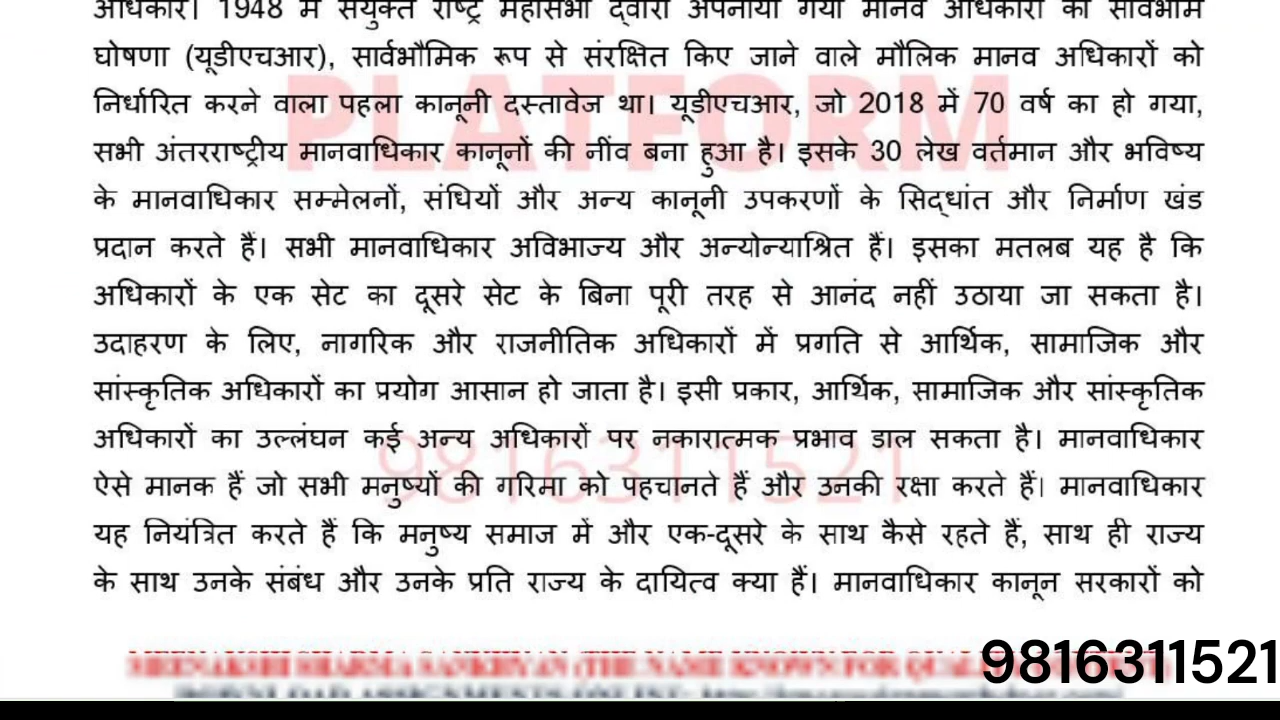 अधिकार। 1948 में संयुक्त राष्ट्र महासभा द्वारा अपनाया गया मानव अधिकारों की सार्वभौम
घोषणा (यूडीएचआर), सार्वभौमिक रूप से संरक्षित किए जाने वाले मौलिक मानव अधिकारों को
PLATFORM
निर्धारित करने वाला पहला कानूनी दस्तावेज था। यूडीएचआर, जो 2018 में 70 वर्ष का हो गया,
सभी अंतरराष्ट्रीय मानवाधिकार कानूनों की नींव बना हुआ है। इसके 30 लेख वर्तमान और भविष्य
के मानवाधिकार सम्मेलनों, संधियों और अन्य कानूनी उपकरणों के सिद्धांत और निर्माण खंड
प्रदान करते हैं। सभी मानवाधिकार अविभाज्य और अन्योन्याश्रित हैं। इसका मतलब यह है कि
अधिकारों के एक सेट का दूसरे सेट के बिना पूरी तरह से आनंद नहीं उठाया जा सकता है।
उदाहरण के लिए, नागरिक और राजनीतिक अधिकारों में प्रगति से आर्थिक, सामाजिक और
सांस्कृतिक अधिकारों का प्रयोग आसान हो जाता है। इसी प्रकार, आर्थिक, सामाजिक और सांस्कृतिक
अधिकारों का उल्लंघन कई अन्य अधिकारों पर नकारात्मक प्रभाव डाल सकता है। मानवाधिकार
9816311521
ऐसे मानक हैं जो सभी मनुष्यों की गरिमा को पहचानते हैं और उनकी रक्षा करते हैं। मानवाधिकार
यह नियंत्रित करते हैं कि मनुष्य समाज में और एक-दूसरे के साथ कैसे रहते हैं, साथ ही राज्य
के साथ उनके संबंध और उनके प्रति राज्य के दायित्व क्या हैं। मानवाधिकार कानून सरकारों को
9816311521